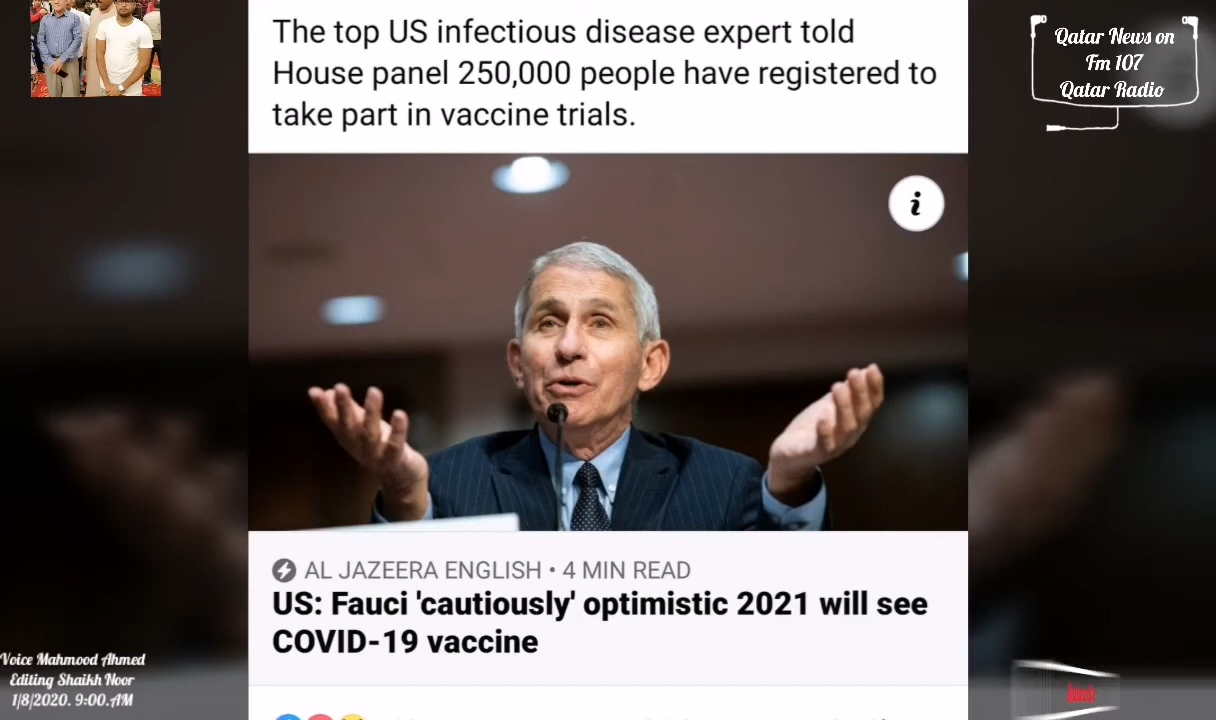 The top US infectious disease expert told
House panel 250,000 people have registered to
take part in vaccine trials.
Qatar News on
Fm 107
Qatar Radio
i
AL JAZEERA ENGLISH • 4 MIN READ
US: Fauci 'cautiously' optimistic 2021 will see
COVID-19 vaccine
Voice Mahmood Ahmed
Editing Shaikh Noor
1/8/2020. 9:00.AM